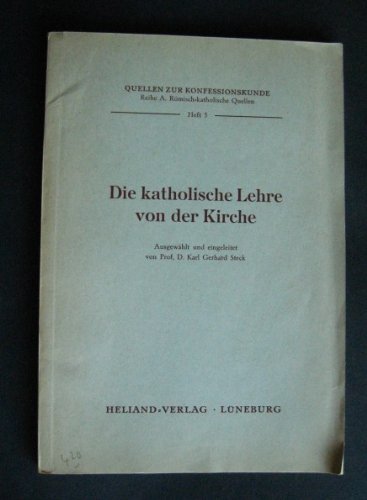 QUELLEN ZUR KONFESSIONSKUNDE
Reihe A. Römisch-katholische Quellen
Heft 5
Die katholische Lehre
von der Kirche
Ausgewählt und eingeleitet
von Prof. D. Karl Gerhard Steck
HELIAND-VERLAG · LÜNEBURG